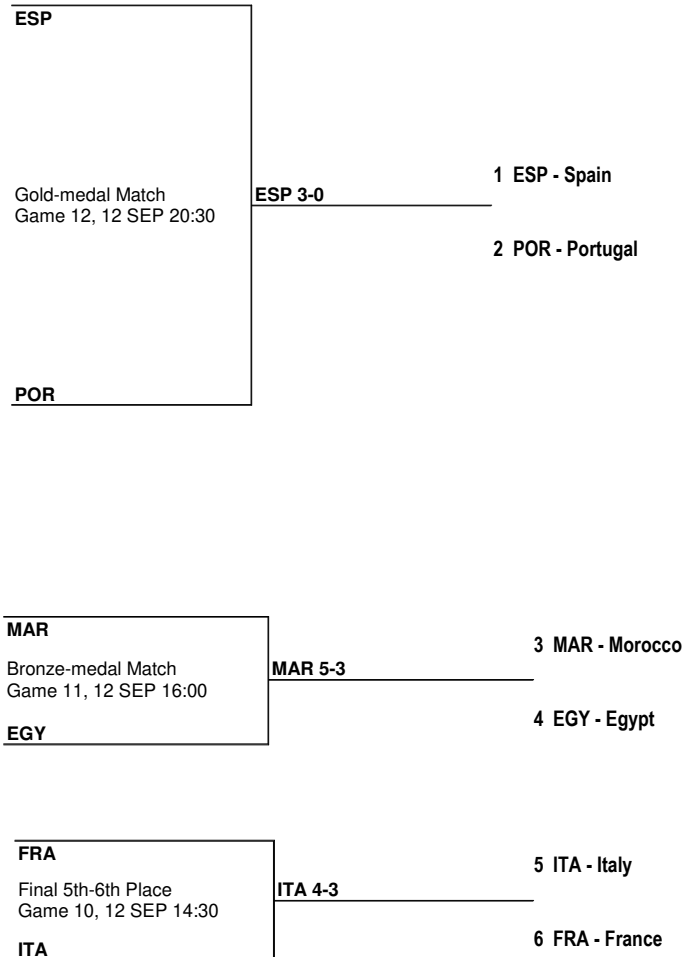 ESP
Gold-medal Match
Game 12, 12 SEP 20:30
ESP 3-0
1 ESP - Spain
2 POR - Portugal
POR
MAR
Bronze-medal Match
Game 11, 12 SEP 16:00
MAR 5-3
3 MAR - Morocco
4 EGY - Egypt
EGY
FRA
Final 5th-6th Place
Game 10, 12 SEP 14:30
ITA 4-3
5 ITA - Italy
6 FRA - France
ITA